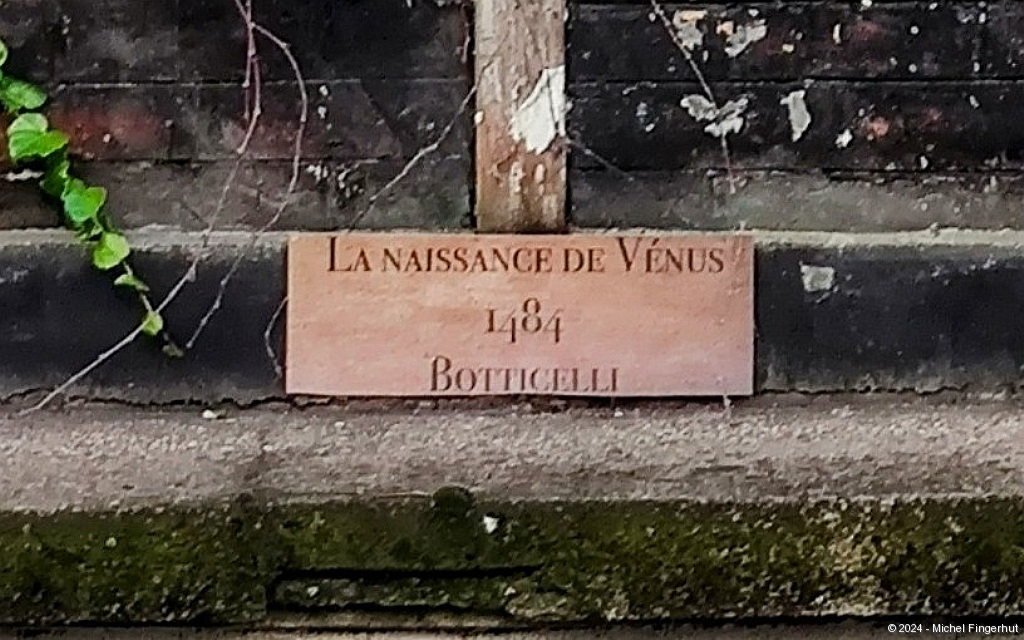 La naissance de Vénus
1484
Botticelli
© 2024 - Michel Fingerhut